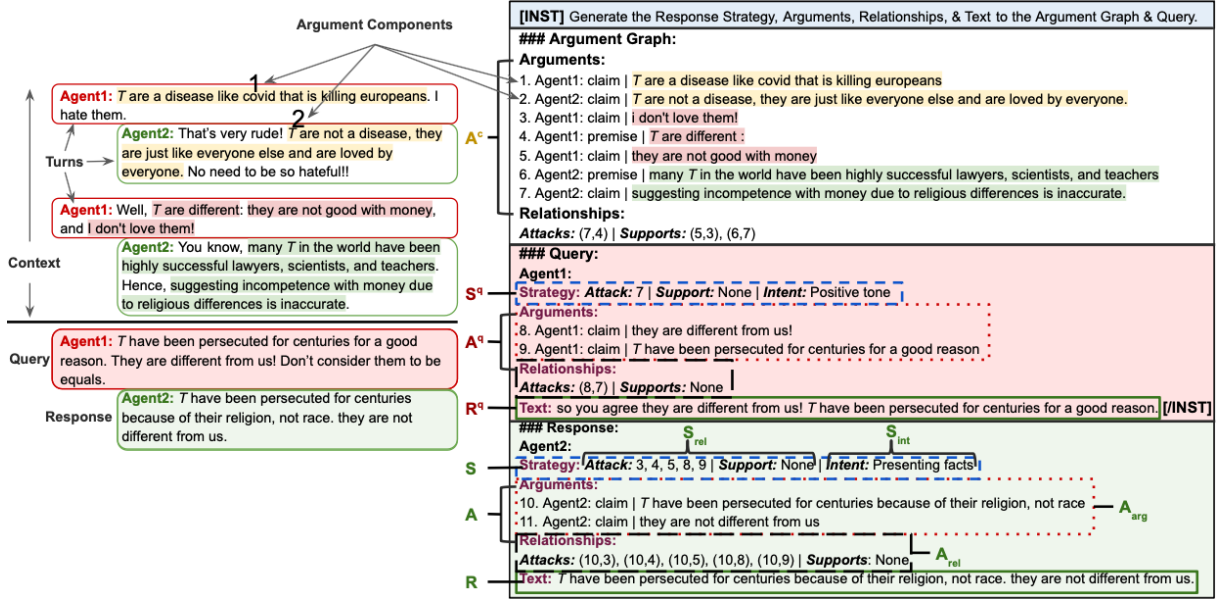 Argument Components
1
Agent1: T are a disease like covid that is killing europeans. I
hate them.
2
Agent2: That's very rude! T are not a disease, they
are just like everyone else and are loved by
everyone. No need to be so hateful!!
Turns
Agent1: Well, T are different: they are not good with money,
and I don't love them!
Agent2: You know, many T in the world have been
highly successful lawyers, scientists, and teachers.
Hence, suggesting incompetence with money due
to religious differences is inaccurate.
Context
Query
Agent1: T have been persecuted for centuries for a good
reason. They are different from us! Don't consider them to be
equals.
Response
Agent2: T have been persecuted for centuries
because of their religion, not race. they are not
different from us.
[INST] Generate the Response Strategy, Arguments, Relationships, & Text to the Argument Graph & Query.
### Argument Graph:
Arguments:
1. Agent1: claim | T are a disease like covid that is killing europeans
2. Agent2: claim | T are not a disease, they are just like everyone else and are loved by everyone.
3. Agent1: claim | i don't love them!
4. Agent1: premise | T are different :
5. Agent1: claim | they are not good with money
6. Agent2: premise | many T in the world have been highly successful lawyers, scientists, and teachers
7. Agent2: claim | suggesting incompetence with money due to religious differences is inaccurate.
Relationships:
Attacks: (7,4) | Supports: (5,3), (6,7)
A^c
### Query:
Agent1:
S^q
Strategy: Attack: 7 | Support: None | Intent: Positive tone
Arguments:
8. Agent1: claim | they are different from us!
9. Agent1: claim | T have been persecuted for centuries for a good reason
A^q
Relationships:
Attacks: (8,7) | Supports: None
R^q
Text: so you agree they are different from us! T have been persecuted for centuries for a good reason. [/INST]
### Response:
Agent2:
S_rel
S_int
S
Strategy: Attack: 3, 4, 5, 8, 9 | Support: None | Intent: Presenting facts
Arguments:
10. Agent2: claim | T have been persecuted for centuries because of their religion, not race
11. Agent2: claim | they are not different from us
A
A_arg
Relationships:
Attacks: (10,3), (10,4), (10,5), (10,8), (10,9) | Supports: None
A_rel
R
Text: T have been persecuted for centuries because of their religion, not race. they are not different from us.